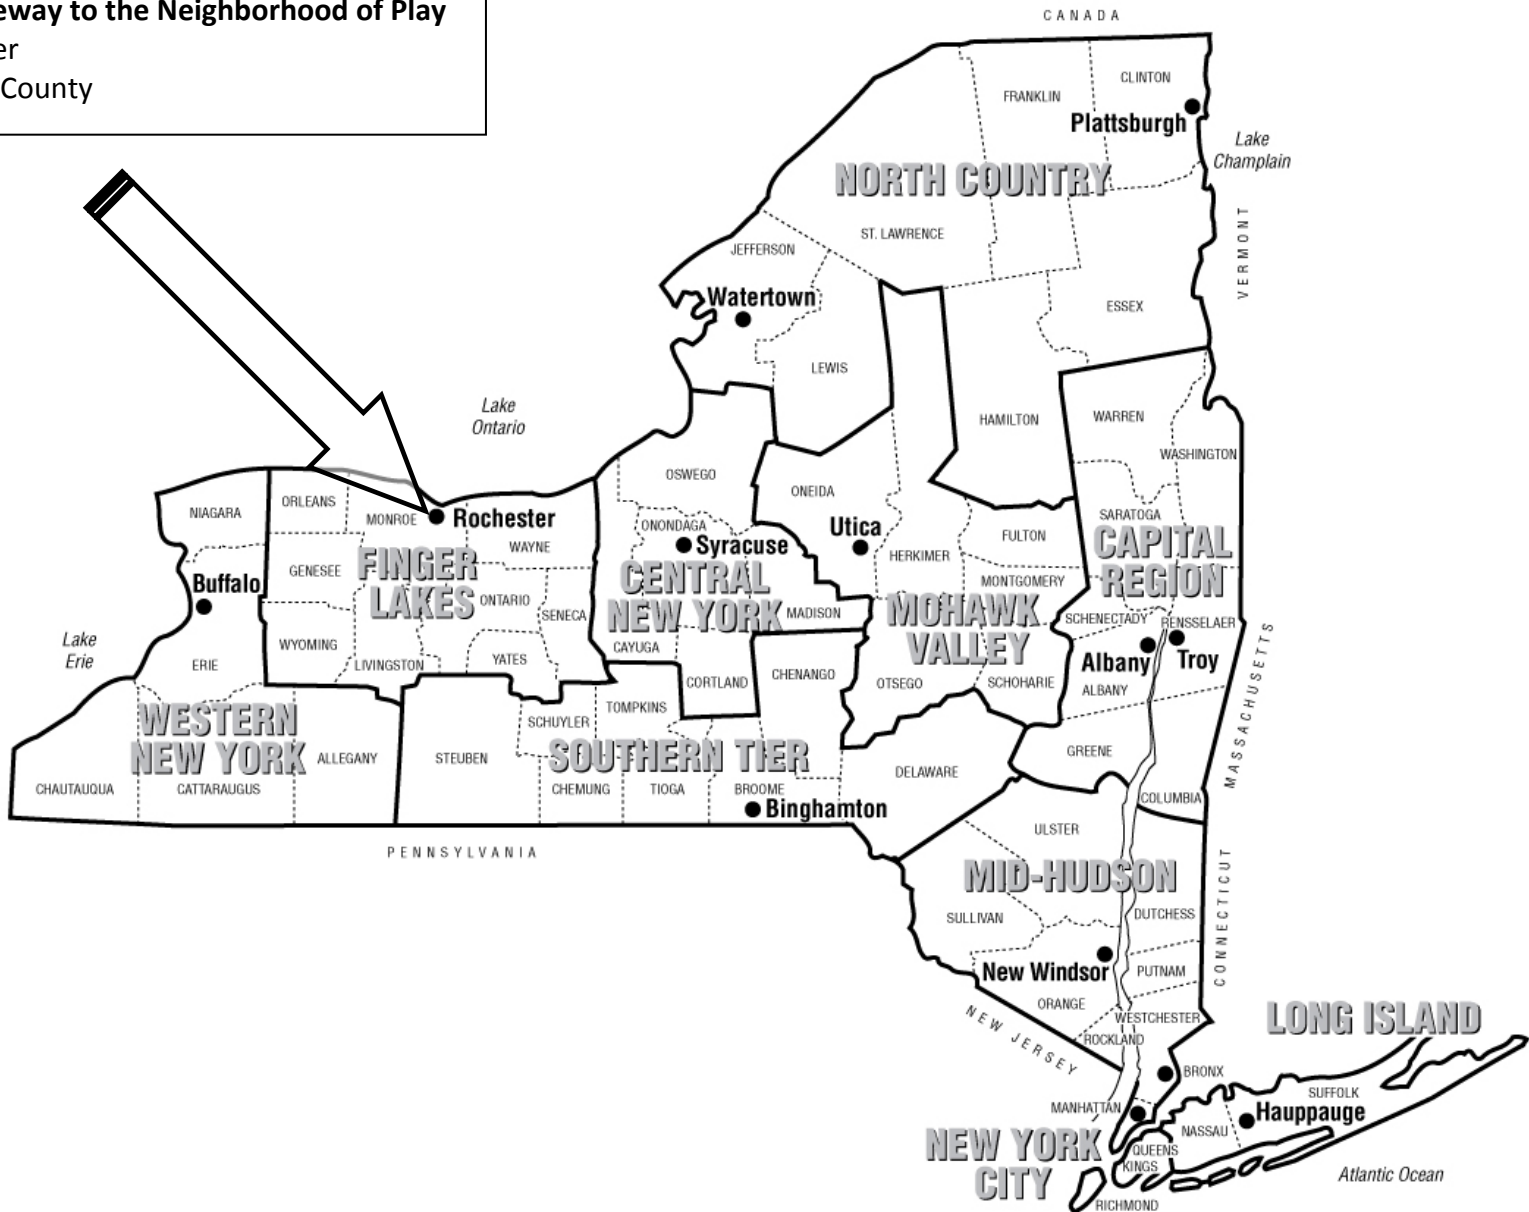 eway to the Neighborhood of Play
er
County
CANADA
CLINTON
FRANKLIN
Plattsburgh
Lake
Champlain
NORTH COUNTRY
VERMONT
ST. LAWRENCE
JEFFERSON
Watertown
ESSEX
LEWIS
Lake
Ontario
HAMILTON
WARREN
WASHINGTON
OSWEGO
ONEIDA
ORLEANS
NIAGARA
MONROE
Rochester
SARATOGA
ONONDAGA
Utica
FULTON
Syracuse
WAYNE
CAPITAL
REGION
HERKIMER
GENESEE
FINGER
LAKES
Buffalo
CENTRAL
NEW YORK
MONTGOMERY
ONTARIO
SENECA
MADISON
MOHAWK
VALLEY
SCHENECTADY
RENSSELAER
Lake
Erie
WYOMING
CAYUGA
YATES
LIVINGSTON
ERIE
Albany
Troy
CHENANGO
CORTLAND
OTSEGO
SCHOHARIE
ALBANY
MASSACHUSETTS
TOMPKINS
WESTERN
NEW YORK
SCHUYLER
SOUTHERN TIER
GREENE
ALLEGANY
STEUBEN
DELAWARE
CHAUTAUQUA
CATTARAUGUS
CHEMUNG
TIOGA
BROOME
COLUMBIA
Binghamton
ULSTER
PENNSYLVANIA
MID-HUDSON
CONNECTICUT
SULLIVAN
DUTCHESS
New Windsor
PUTNAM
ORANGE
WESTCHESTER
LONG ISLAND
NEW JERSEY
ROCKLAND
BRONX
SUFFOLK
MANHATTAN
Hauppauge
NASSAU
NEW YORK
CITY
QUEENS
KINGS
Atlantic Ocean
RICHMOND